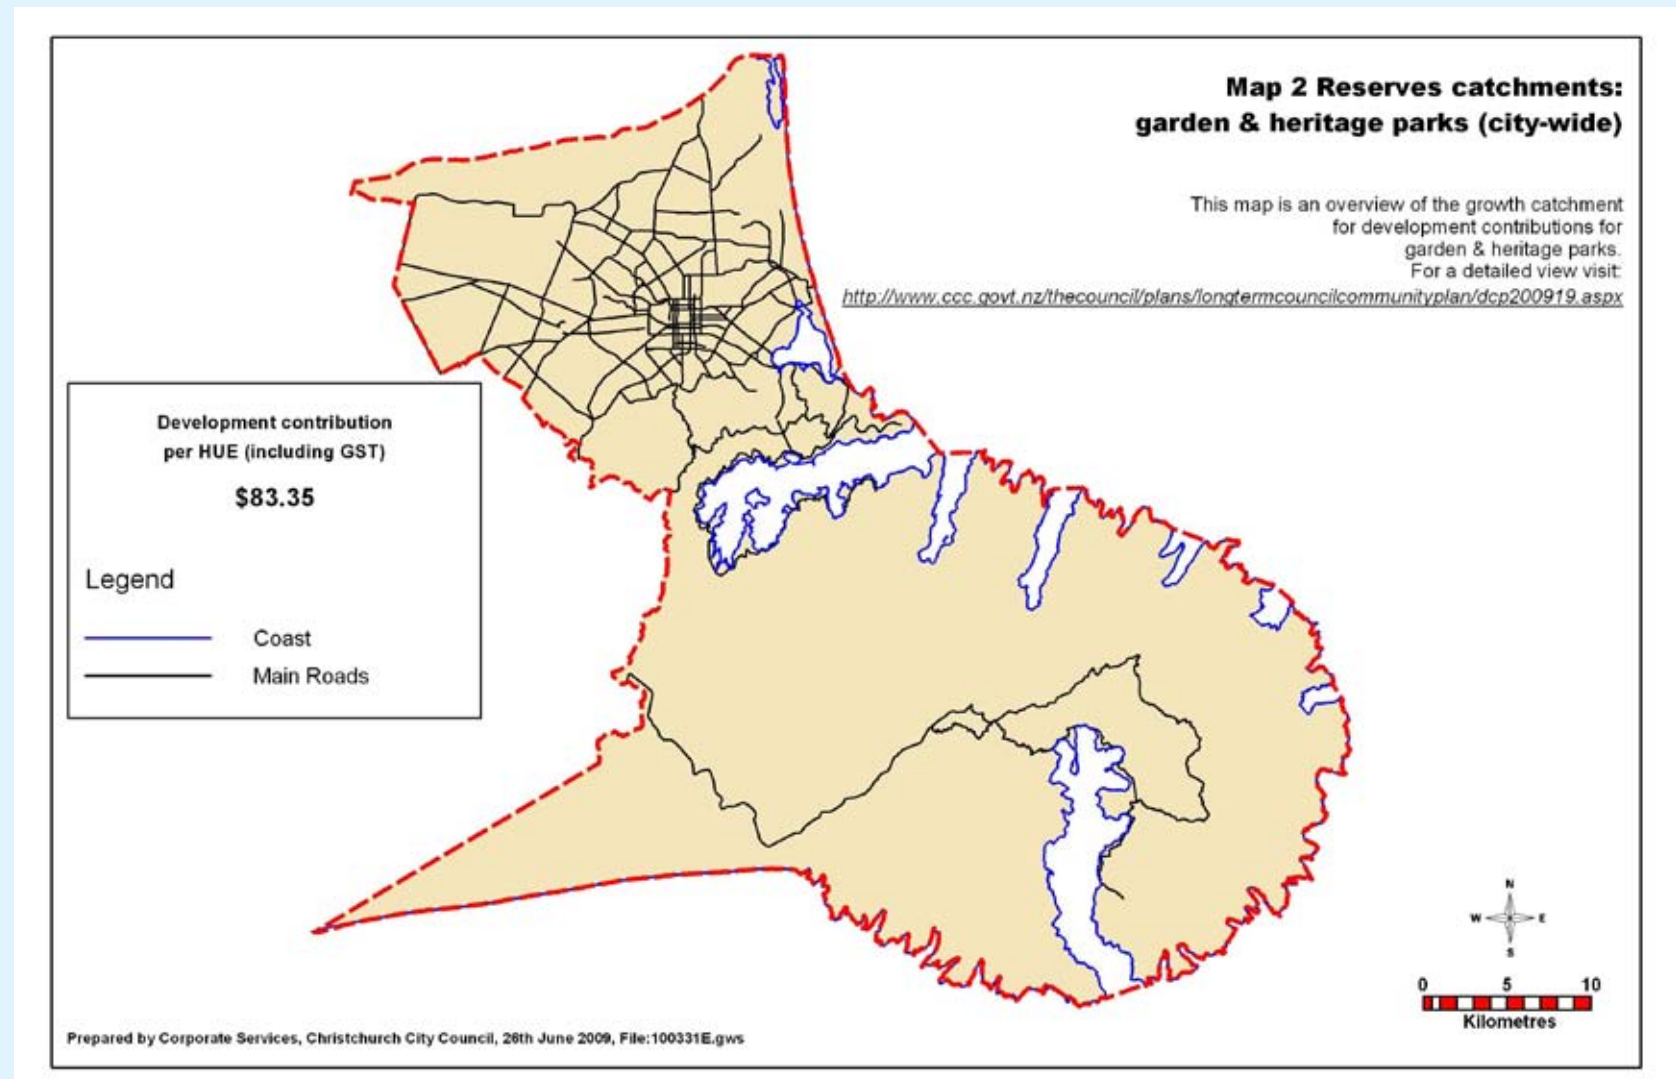 Map 2 Reserves catchments:
garden & heritage parks (city-wide)
This map is an overview of the growth catchment
for development contributions for
garden & heritage parks.
For a detailed view visit:
http://www.ccc.govt.nz/thecouncil/plans/longtermcouncilcommunityplan/dcp200919.aspx
Development contribution
per HUE (including GST)
$83.35
Legend
Coast
Main Roads
N
W E
S
0 5 10
Kilometres
Prepared by Corporate Services, Christchurch City Council, 26th June 2009, File:100331E.gws